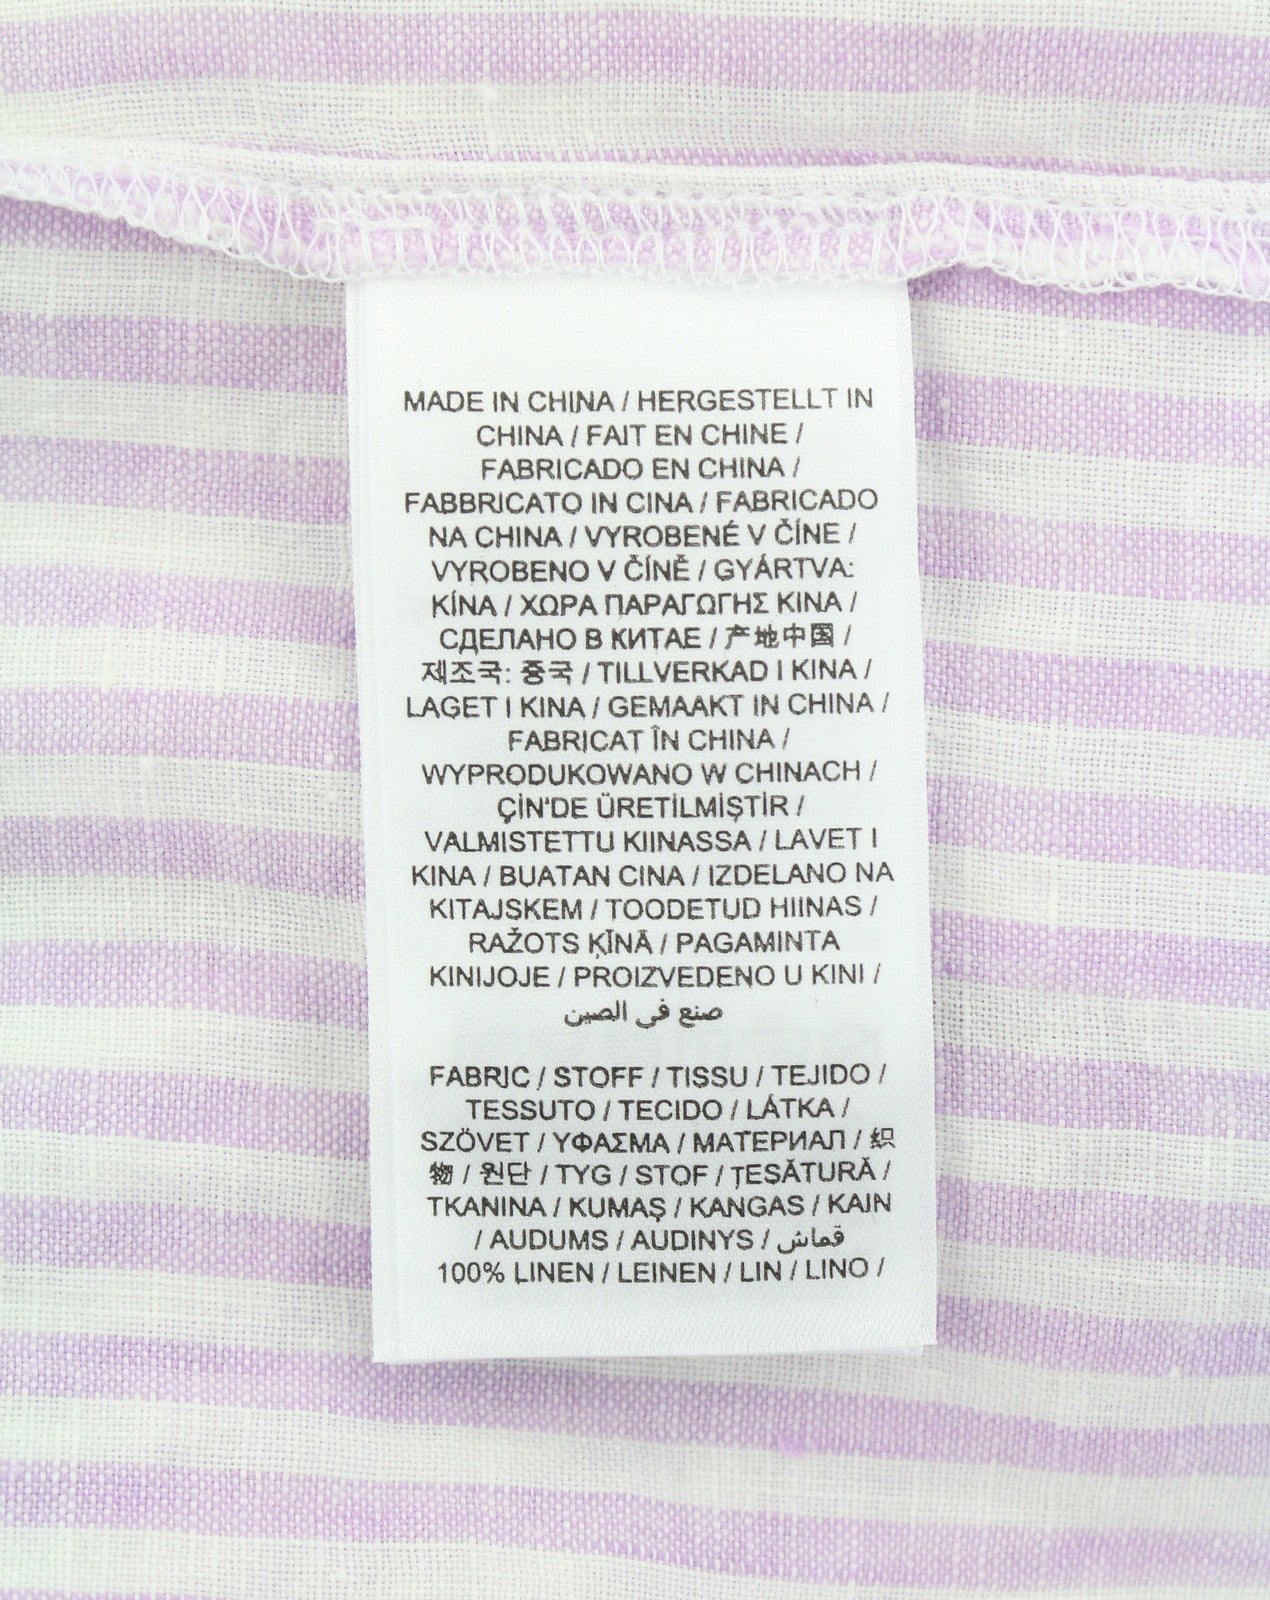 MADE IN CHINA / HERGESTELLT IN
CHINA / FAIT EN CHINE /
FABRICADO EN CHINA /
FABBRICATO IN CINA / FABRICADO
NA CHINA / VYROBENÉ V ČÍNE /
VYROBENO V ČÍNĚ / GYÁRTVA:
KÍNA / ΧΩΡΑ ΠΑΡΑΓΩΓΗΣ ΚΙΝΑ /
СДЕЛАНО В КИТАЕ / 产地中国 /
제조국: 중국 / TILLVERKAD I KINA /
LAGET I KINA / GEMAAKT IN CHINA /
FABRICAT ÎN CHINA /
WYPRODUKOWANO W CHINACH /
ÇİN'DE ÜRETİLMİŞTİR /
VALMISTETTU KIINASSA / LAVET I
KINA / BUATAN CINA / IZDELANO NA
KITAJSKEM / TOODETUD HIINAS /
RAŽOTS ĶĪNĀ / PAGAMINTA
KINIJOJE / PROIZVEDENO U KINI /
صنع في الصين
FABRIC / STOFF / TISSU / TEJIDO /
TESSUTO / TECIDO / LÁTKA /
SZÖVET / ΥΦΑΣΜΑ / МАТЕРИАЛ / 织
物 / 원단 / TYG / STOF / ȚESĂTURĂ /
TKANINA / KUMAŞ / KANGAS / KAIN
/ AUDUMS / AUDINYS / قماش
100% LINEN / LEINEN / LIN / LINO /